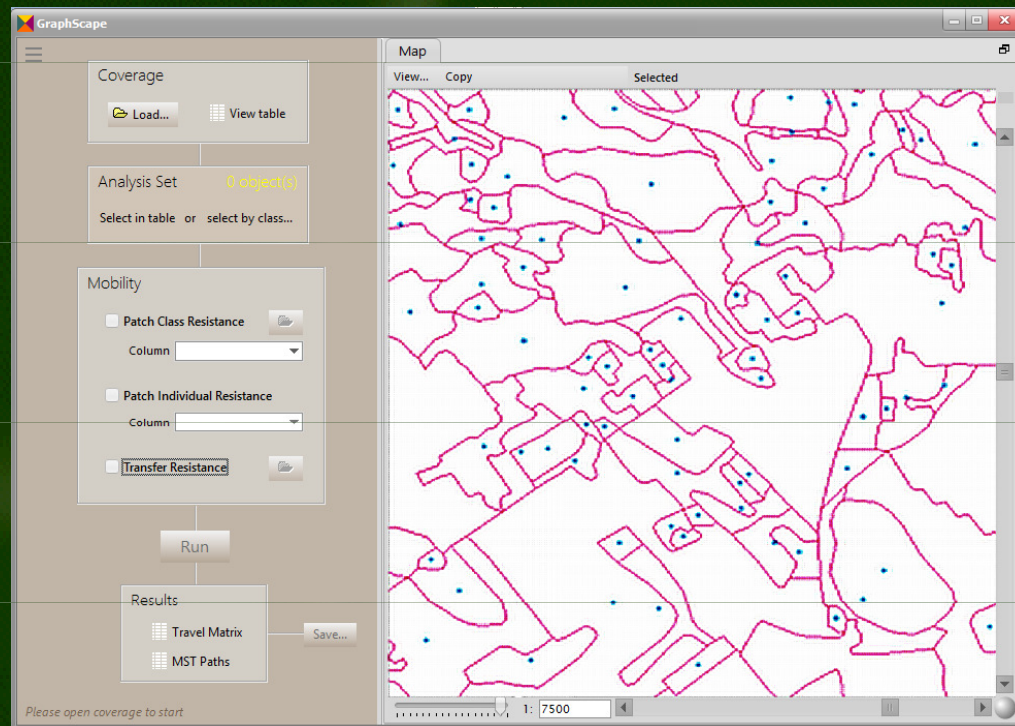 GraphScape
Coverage
Load...
View table
Analysis Set
0 object(s)
Select in table or select by class...
Mobility
Patch Class Resistance
Column
Patch Individual Resistance
Column
Transfer Resistance
Run
Results
Travel Matrix
Save...
MST Paths
Please open coverage to start
Map
View... Copy
Selected
1: 7500